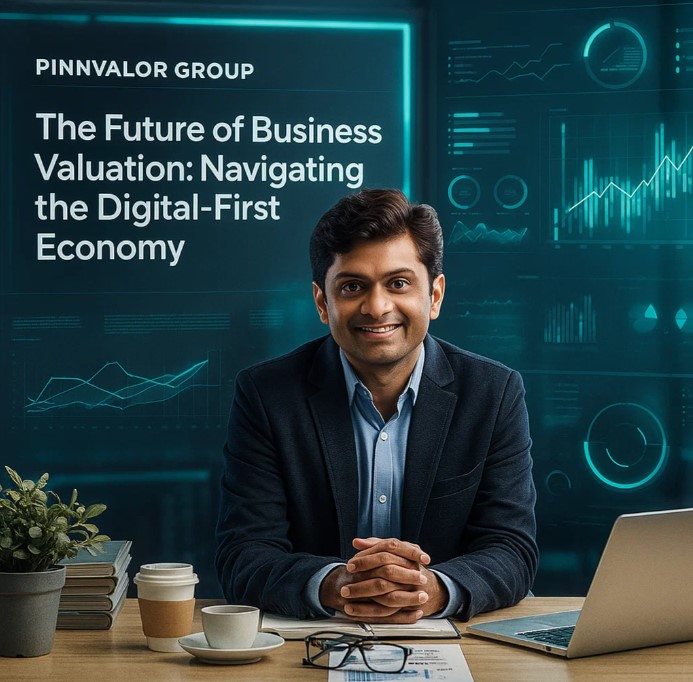 PINNVALOR GROUP
The Future of Business
Valuation: Navigating
the Digital-First
Economy